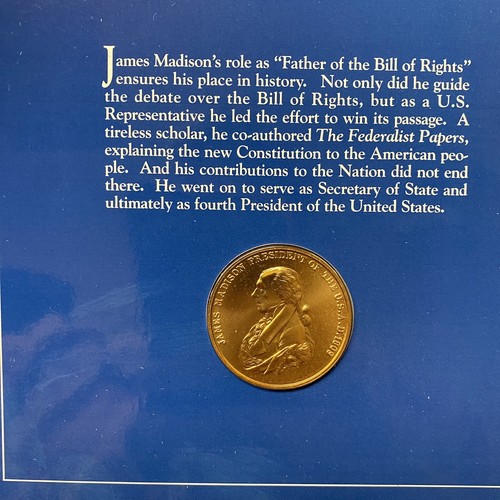 James Madison's role as “Father of the Bill of Rights”
ensures his place in history. Not only did he guide
the debate over the Bill of Rights, but as a U.S.
Representative he led the effort to win its passage. A
tireless scholar, he co-authored The Federalist Papers,
explaining the new Constitution to the American peo-
ple. And his contributions to the Nation did not end
there. He went on to serve as Secretary of State and
ultimately as fourth President of the United States.
JAMES MADISON PRESIDENT OF THE U.S. A.D. 1809